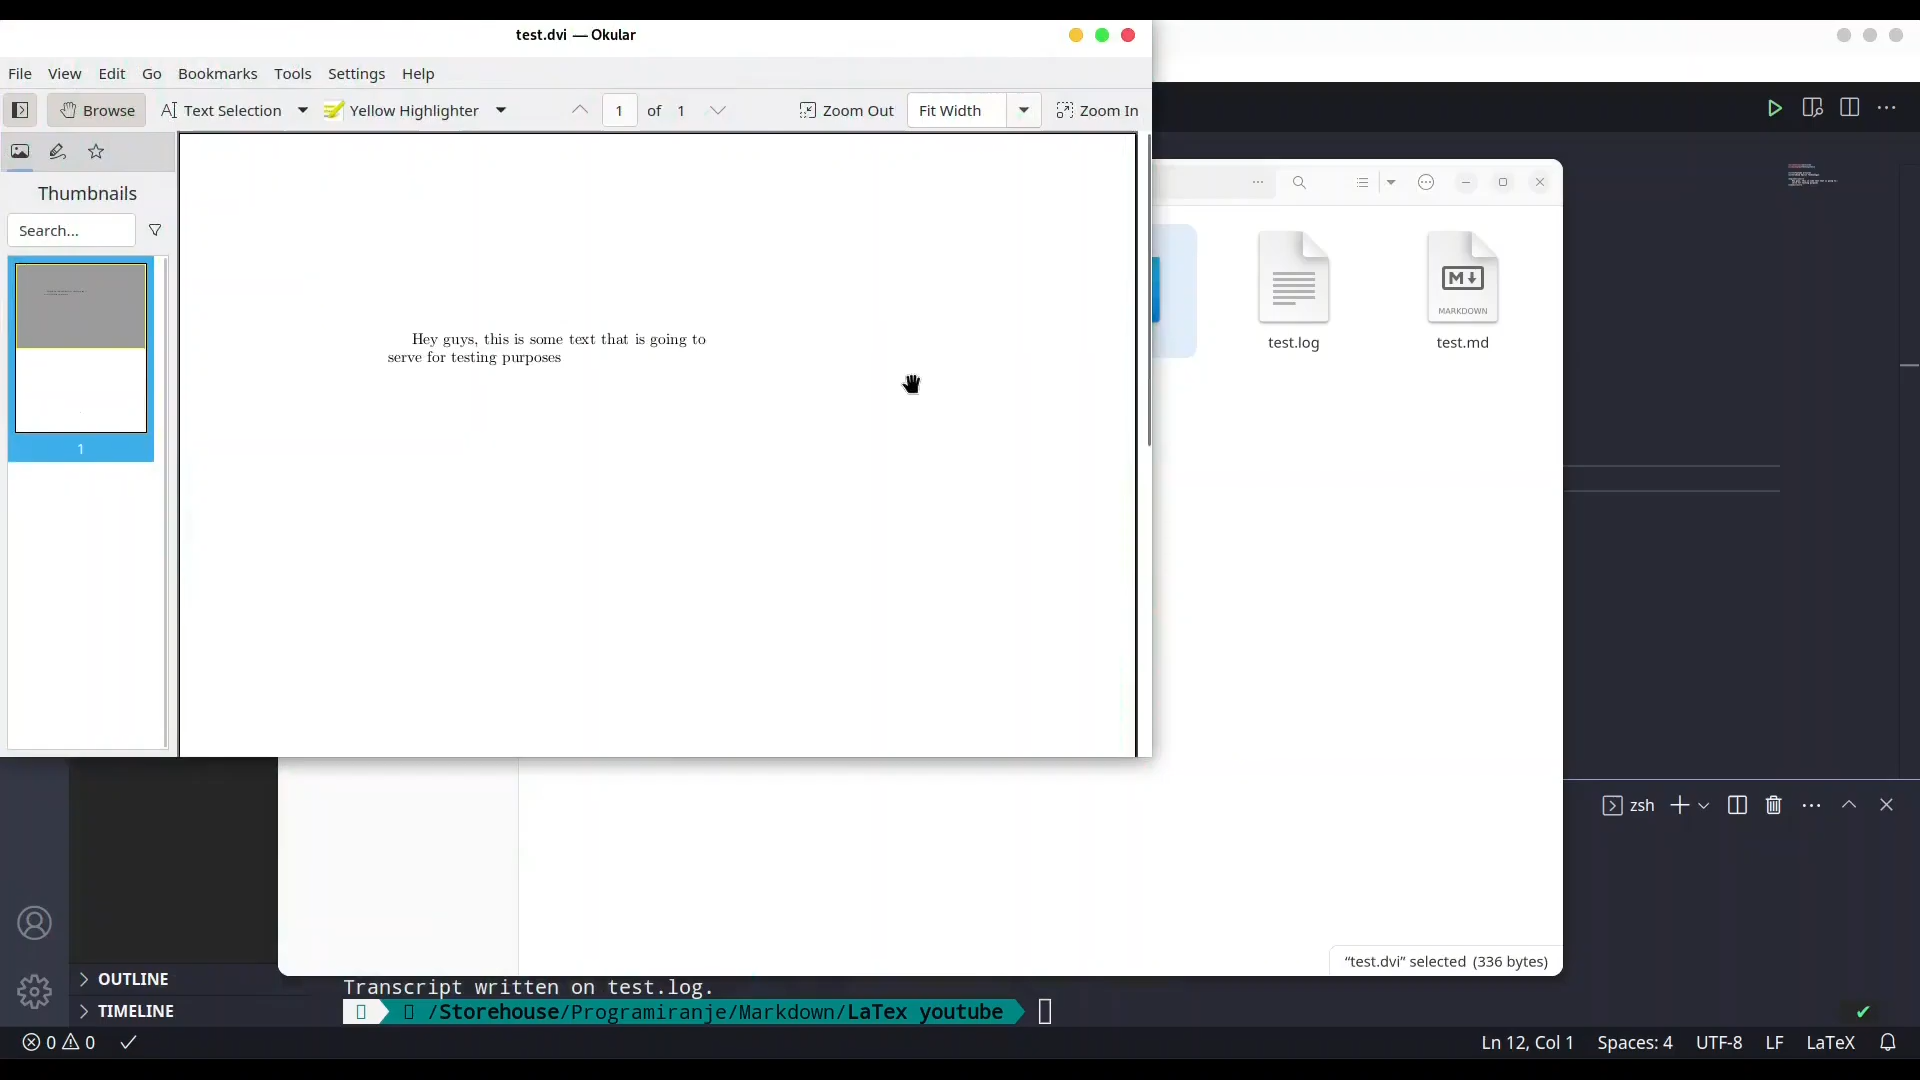 test.dvi — Okular
File View Edit Go Bookmarks Tools Settings Help
Browse Text Selection Yellow Highlighter 1 of 1 Zoom Out Fit Width Zoom In
Thumbnails
Search...
1
Hey guys, this is some text that is going to
serve for testing purposes
MARKDOWN
test.log test.md
zsh
"test.dvi" selected (336 bytes)
OUTLINE
TIMELINE
Transcript written on test.log.
/Storehouse/Programiranje/Markdown/LaTex youtube
0 0 Ln 12, Col 1 Spaces: 4 UTF-8 LF LaTeX